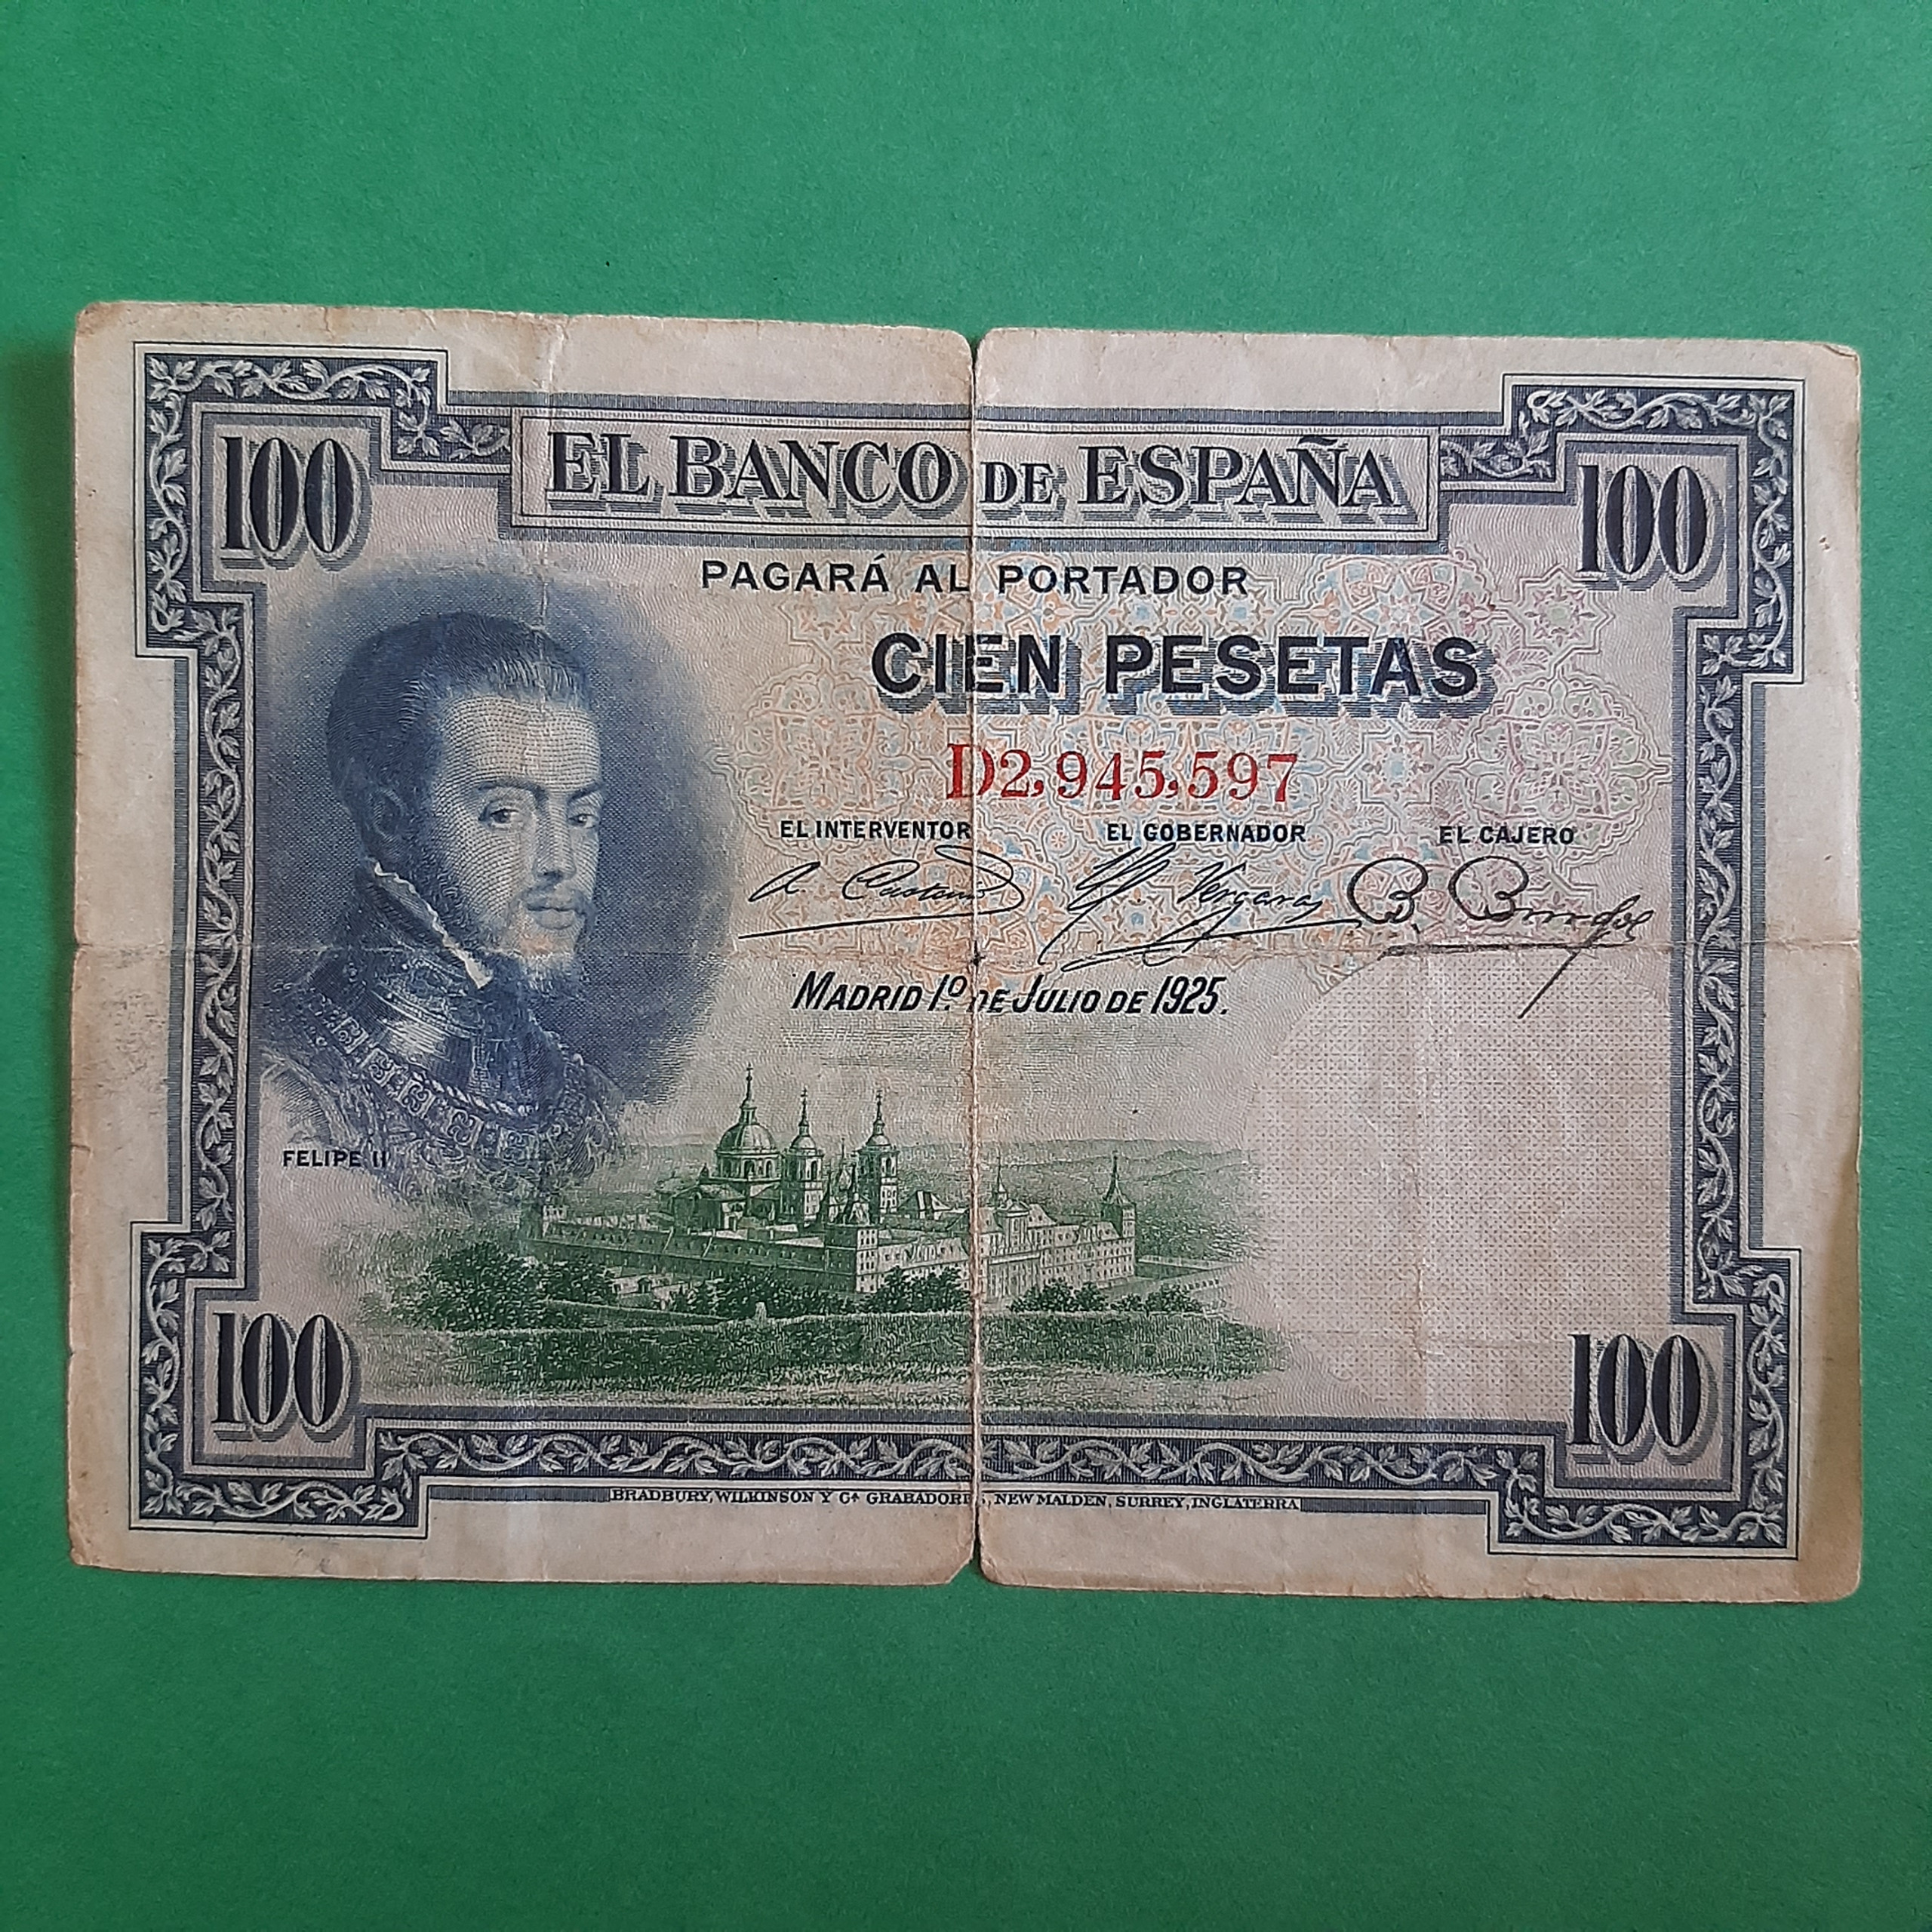 100 EL BANCO DE ESPAÑA 100
PAGARÁ AL PORTADOR
CIEN PESETAS
D2,945,597
EL INTERVENTOR EL GOBERNADOR EL CAJERO
A. Vergara B.
MADRID 1º DE JULIO DE 1925.
FELIPE II
100 100
BRADBURY, WILKINSON Y Cª GRABADORES, NEW MALDEN, SURREY, INGLATERRA